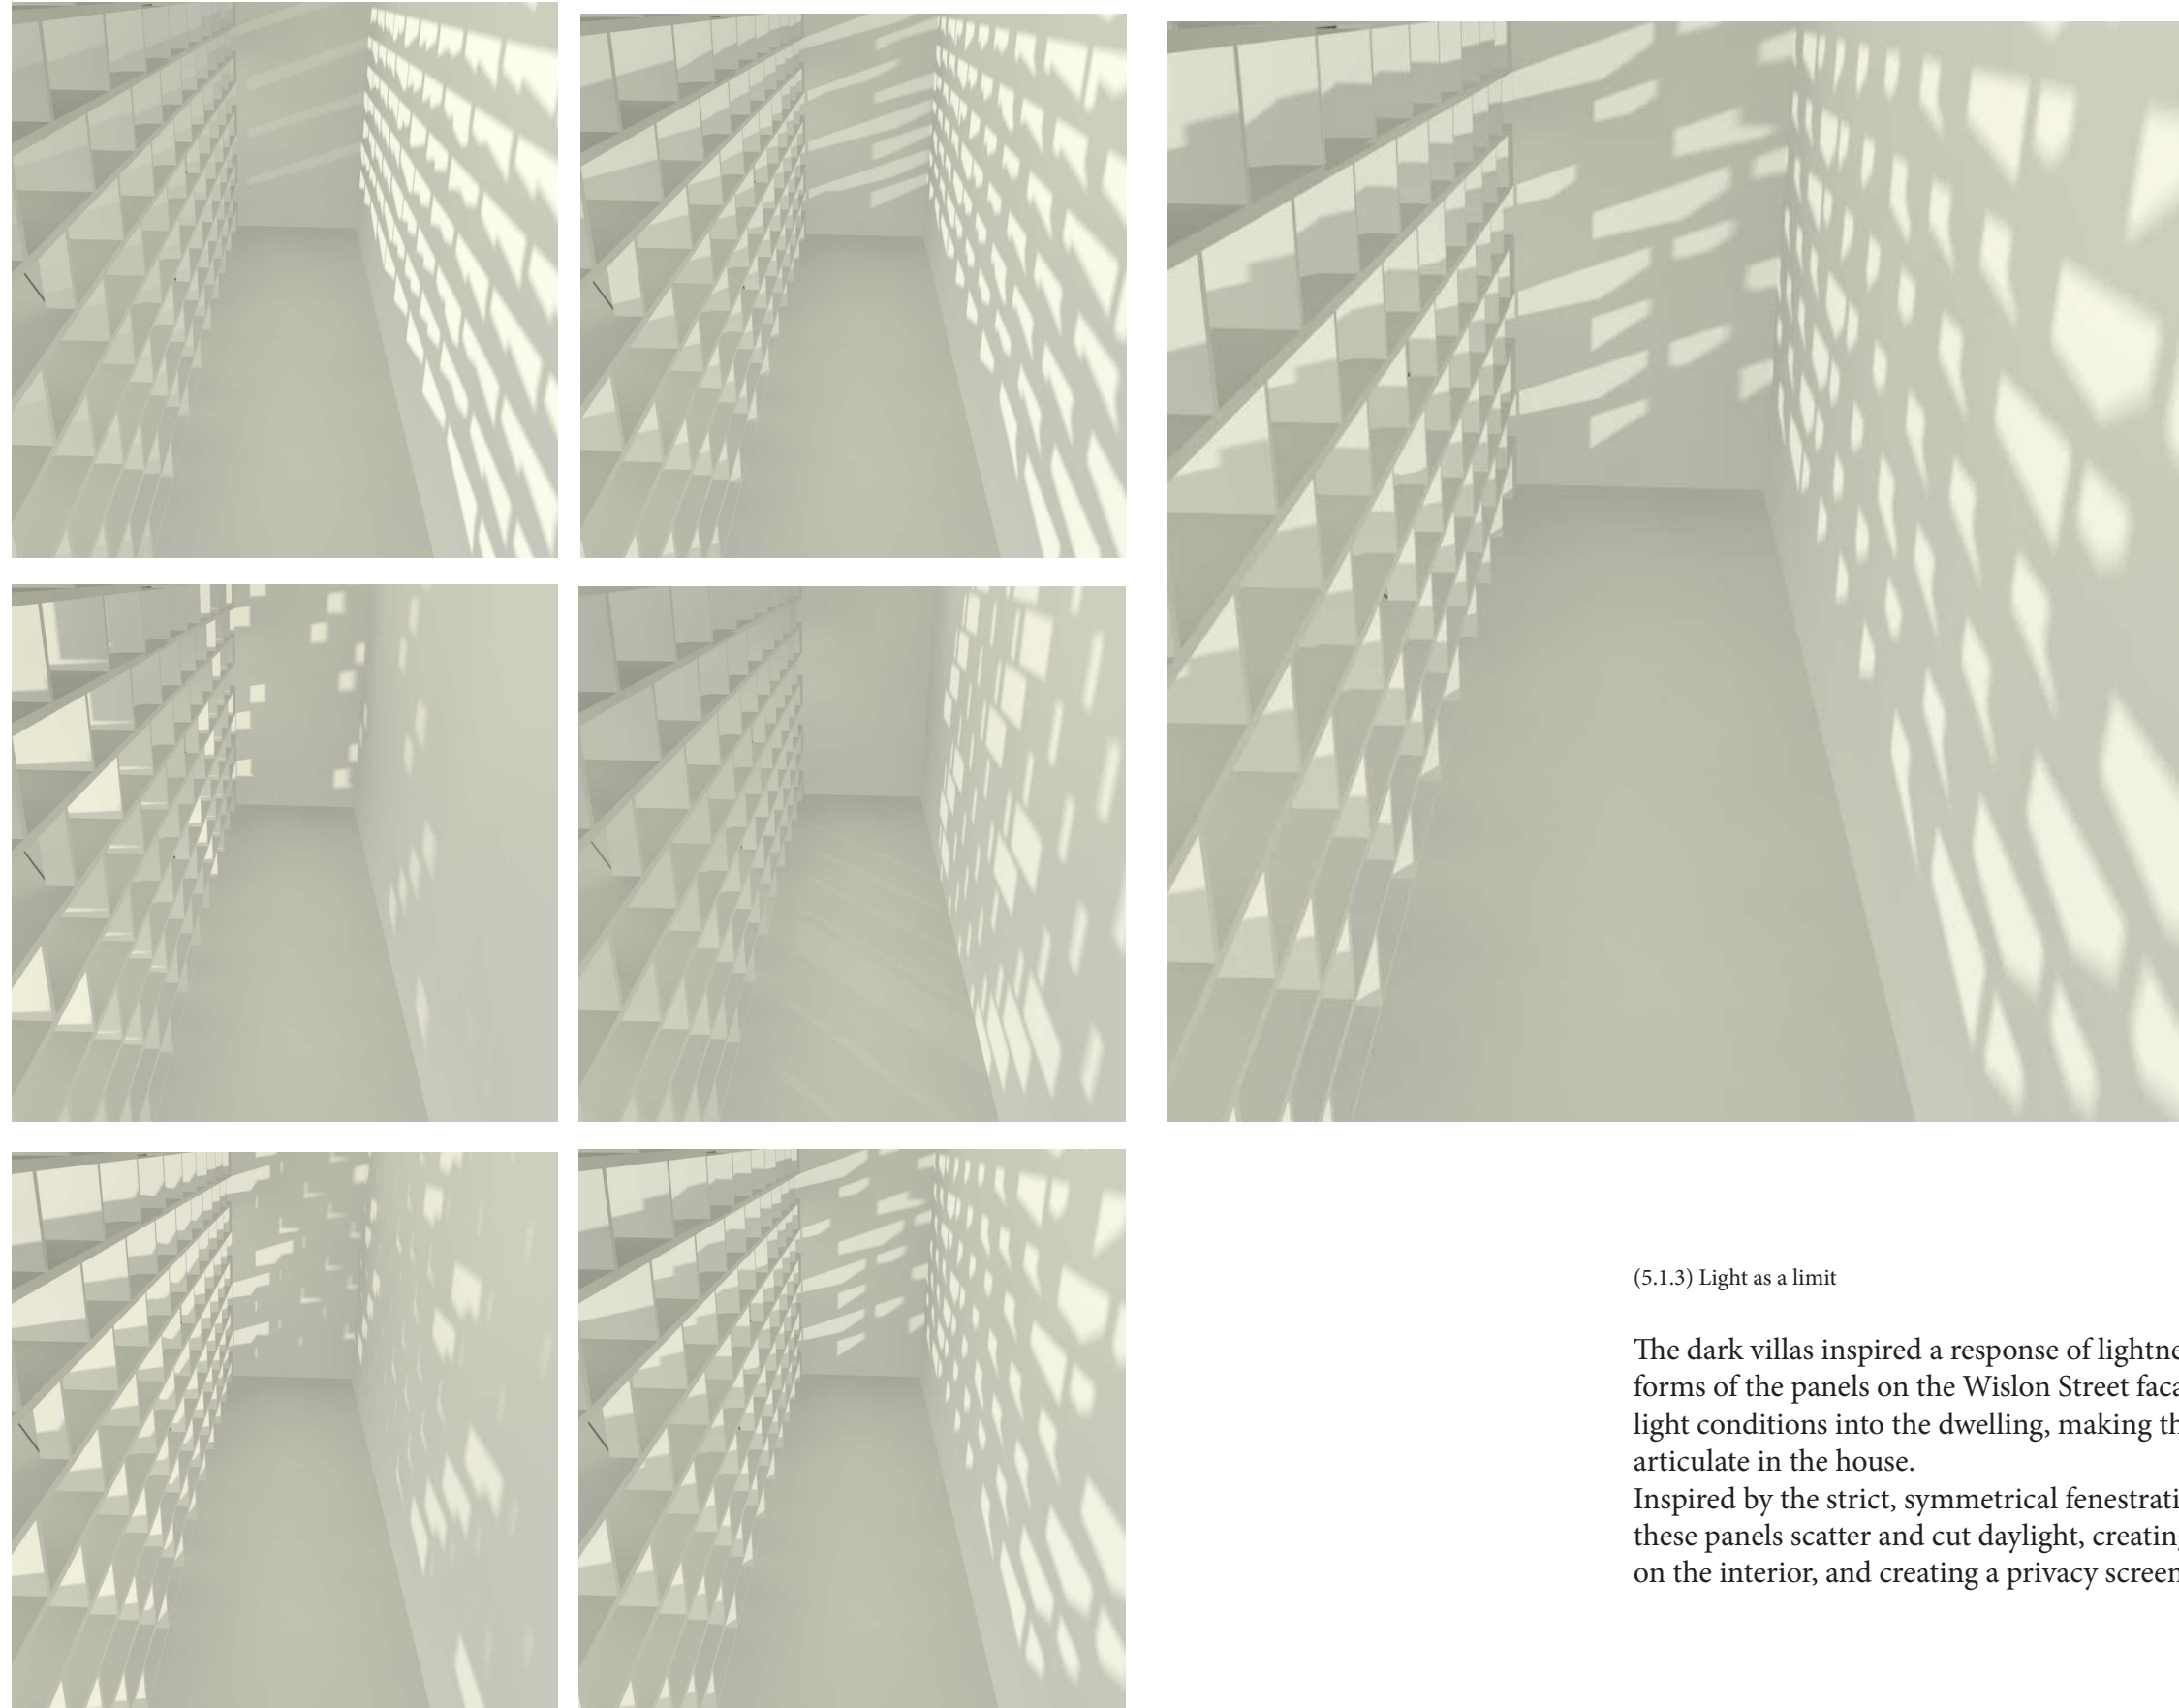 (5.1.3) Light as a limit
The dark villas inspired a response of lightne
forms of the panels on the Wislon Street faca
light conditions into the dwelling, making th
articulate in the house.
Inspired by the strict, symmetrical fenestrati
these panels scatter and cut daylight, creating
on the interior, and creating a privacy screen